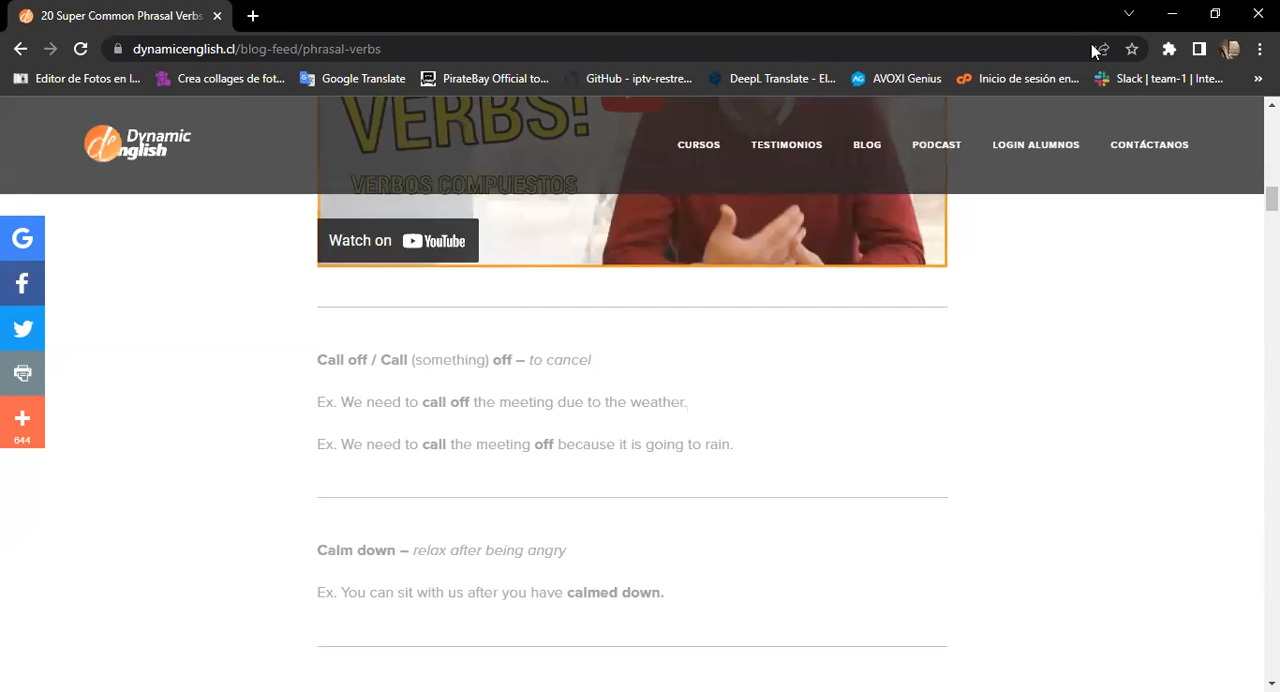 20 Super Common Phrasal Verbs
dynamicenglish.cl/blog-feed/phrasal-verbs
Editor de Fotos en l... Crea collages de fot... Google Translate PirateBay Official to... GitHub - iptv-restre... DeepL Translate - El... AVOXI Genius Inicio de sesión en... Slack | team-1 | Inte... »
Dynamic
English
CURSOS TESTIMONIOS BLOG PODCAST LOGIN ALUMNOS CONTÁCTANOS
VERBS!
VERBOS COMPUESTOS
Watch on YouTube
644
Call off / Call (something) off – to cancel
Ex. We need to call off the meeting due to the weather.
Ex. We need to call the meeting off because it is going to rain.
Calm down – relax after being angry
Ex. You can sit with us after you have calmed down.